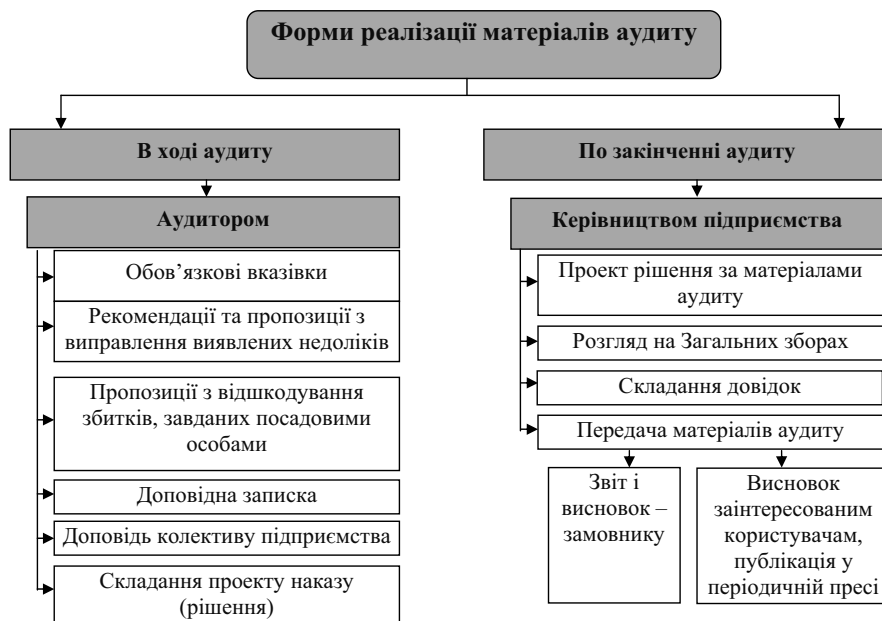 Форми реалізації матеріалів аудиту
В ході аудиту
Аудитором
Обов’язкові вказівки
Рекомендації та пропозиції з
виправлення виявлених недоліків
Пропозиції з відшкодування
збитків, завданих посадовими
особами
Доповідна записка
Доповідь колективу підприємства
Складання проекту наказу
(рішення)
По закінченні аудиту
Керівництвом підприємства
Проект рішення за матеріалами
аудиту
Розгляд на Загальних зборах
Складання довідок
Передача матеріалів аудиту
Звіт і
висновок –
замовнику
Висновок
заінтересованим
користувачам,
публікація у
періодичній пресі